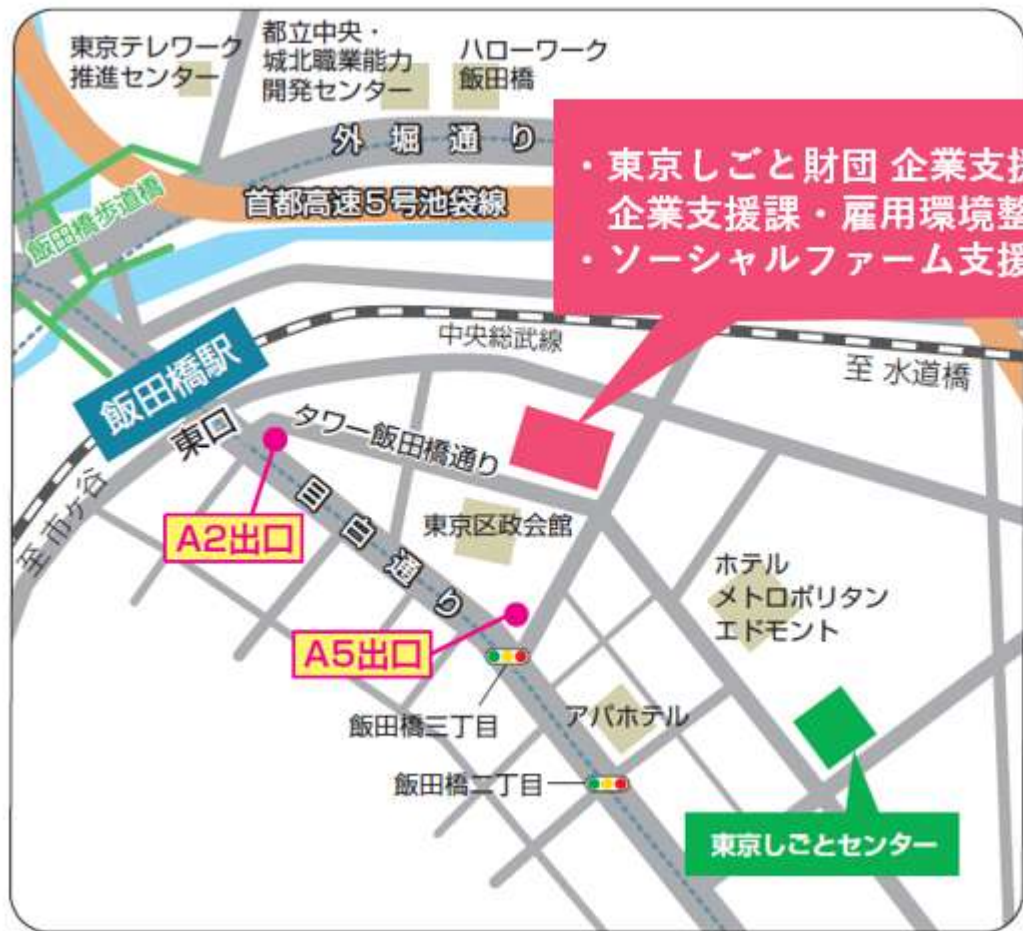 東京テレワーク
推進センター
都立中央・
城北職業能力
開発センター
ハローワーク
飯田橋
外堀通り
首都高速5号池袋線
飯田橋歩道橋
・東京しごと財団 企業支援
企業支援課・雇用環境整
・ソーシャルファーム支援
中央総武線
至 水道橋
飯田橋駅
東口
タワー飯田橋通り
至 市ヶ谷
A2出口
目白通り
東京区政会館
ホテル
メトロポリタン
エドモント
A5出口
飯田橋三丁目
アパホテル
飯田橋二丁目
東京しごとセンター